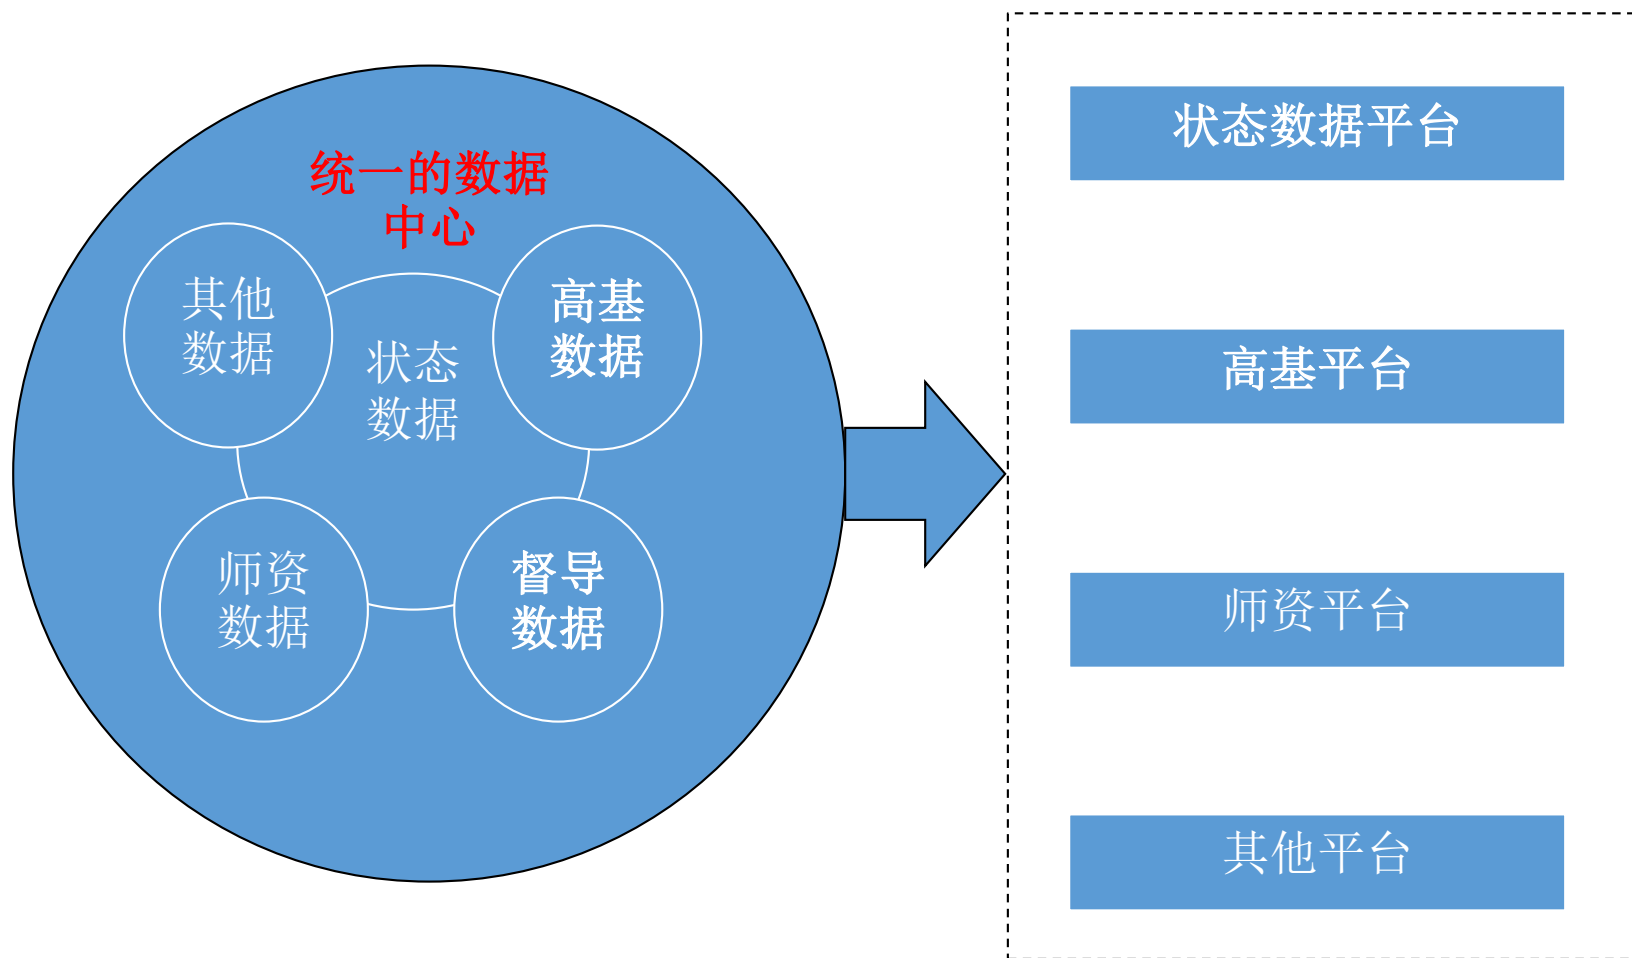 统一的数据
中心
其他
数据
状态
数据
高基
数据
师资
数据
督导
数据
状态数据平台
高基平台
师资平台
其他平台